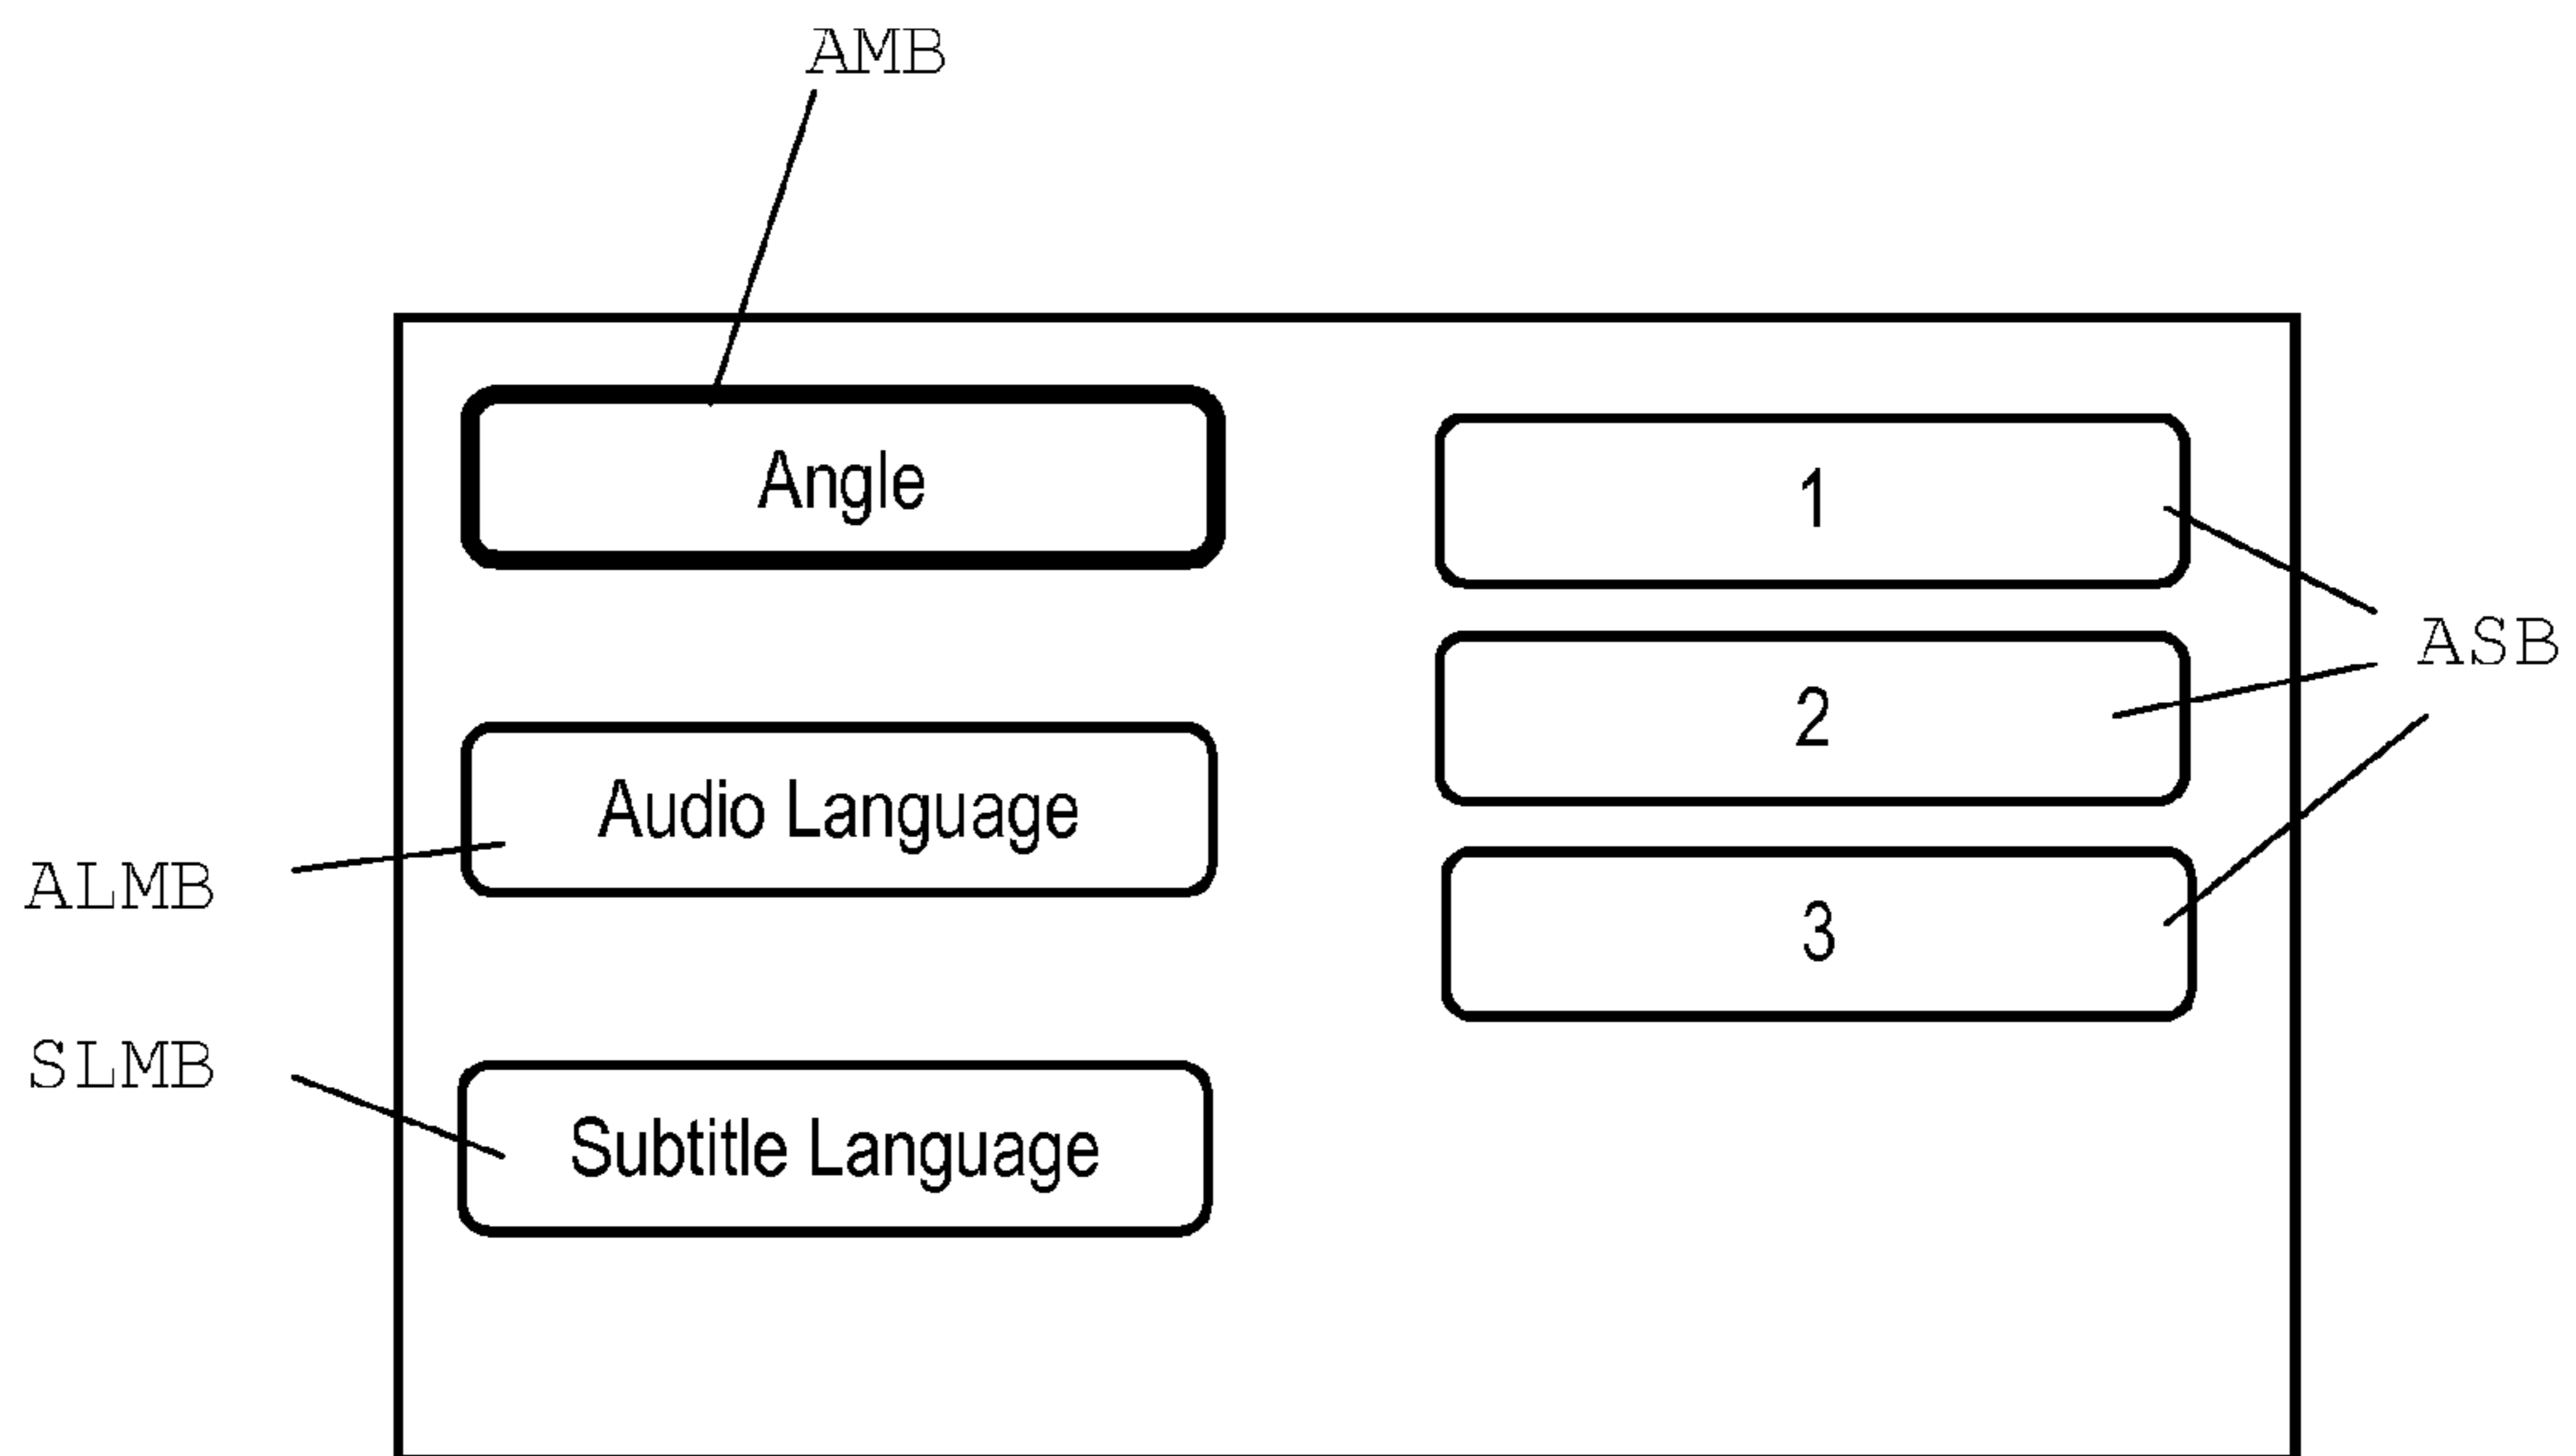 AMB
Angle
1
ASB
2
Audio Language
ALMB
3
SLMB
Subtitle Language